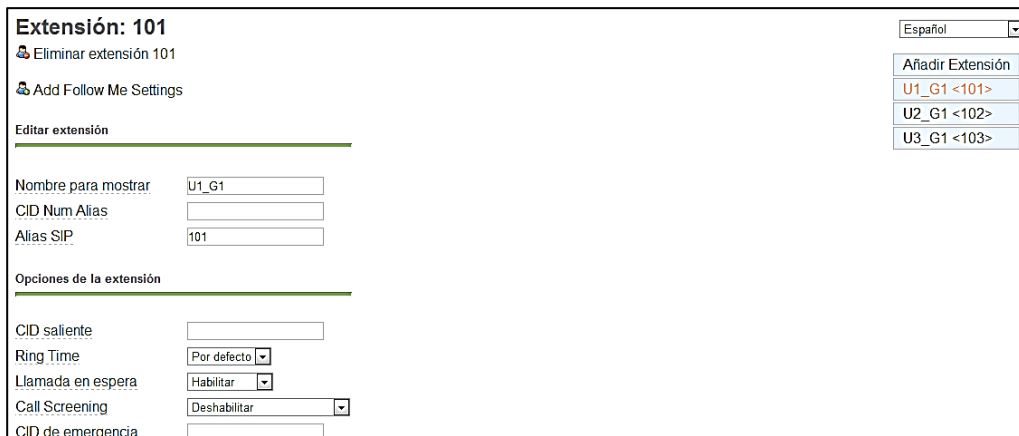 Extensión: 101
Español
Eliminar extensión 101
Añadir Extensión
Add Follow Me Settings
U1_G1 <101>
U2_G1 <102>
U3_G1 <103>
Editar extensión
Nombre para mostrar U1_G1
CID Num Alias
Alias SIP 101
Opciones de la extensión
CID saliente
Ring Time Por defecto
Llamada en espera Habilitar
Call Screening Deshabilitar
CID de emergencia